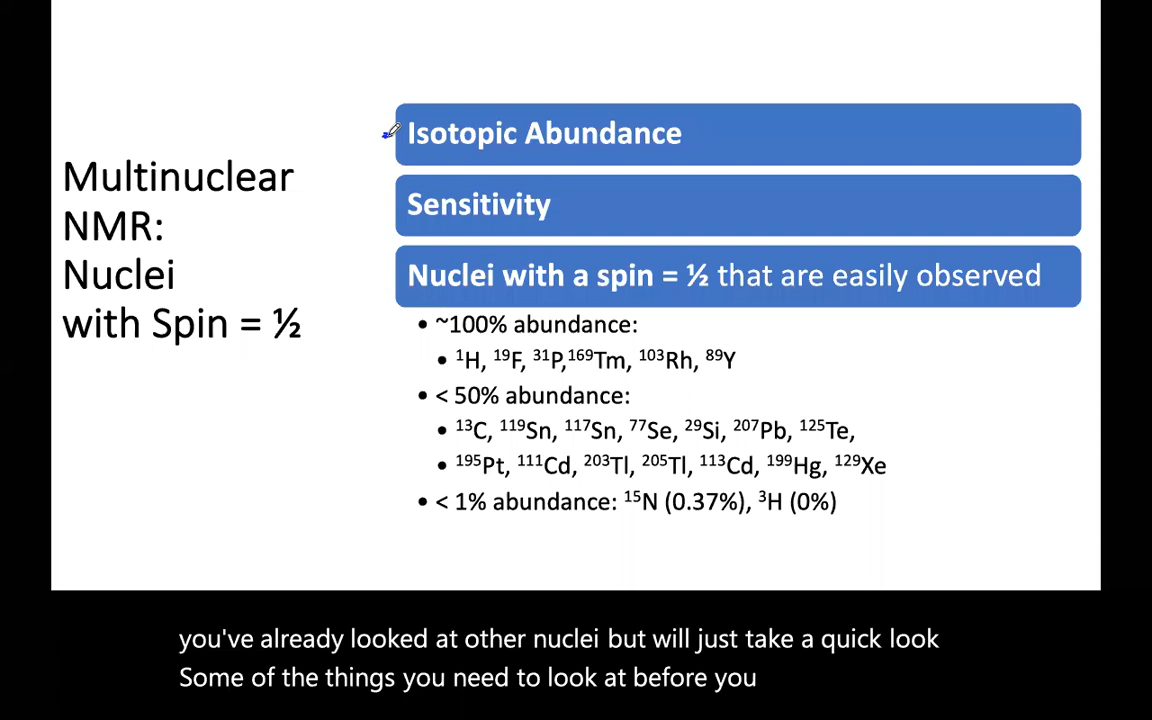 Multinuclear
NMR:
Nuclei
with Spin = ½
Isotopic Abundance
Sensitivity
Nuclei with a spin = ½ that are easily observed
• ~100% abundance:
• ¹H, ¹⁹F, ³¹P,¹⁶⁹Tm, ¹⁰³Rh, ⁸⁹Y
• < 50% abundance:
• ¹³C, ¹¹⁹Sn, ¹¹⁷Sn, ⁷⁷Se, ²⁹Si, ²⁰⁷Pb, ¹²⁵Te,
• ¹⁹⁵Pt, ¹¹¹Cd, ²⁰³Tl, ²⁰⁵Tl, ¹¹³Cd, ¹⁹⁹Hg, ¹²⁹Xe
• < 1% abundance: ¹⁵N (0.37%), ³H (0%)
you've already looked at other nuclei but will just take a quick look
Some of the things you need to look at before you